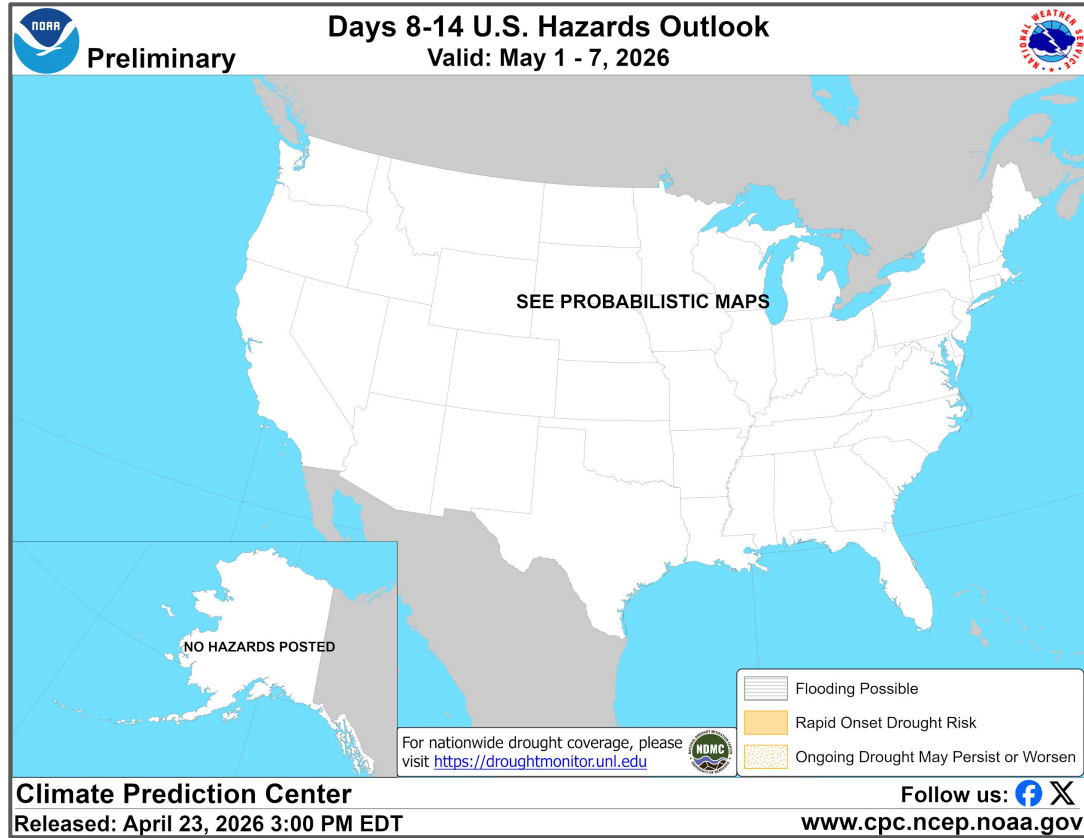 NOAA
Preliminary
Days 8-14 U.S. Hazards Outlook
Valid: May 1 - 7, 2026
NATIONAL WEATHER SERVICE
SEE PROBABILISTIC MAPS
NO HAZARDS POSTED
For nationwide drought coverage, please
visit https://droughtmonitor.unl.edu
NDMC
Flooding Possible
Rapid Onset Drought Risk
Ongoing Drought May Persist or Worsen
Climate Prediction Center
Released: April 23, 2026 3:00 PM EDT
Follow us:
www.cpc.ncep.noaa.gov